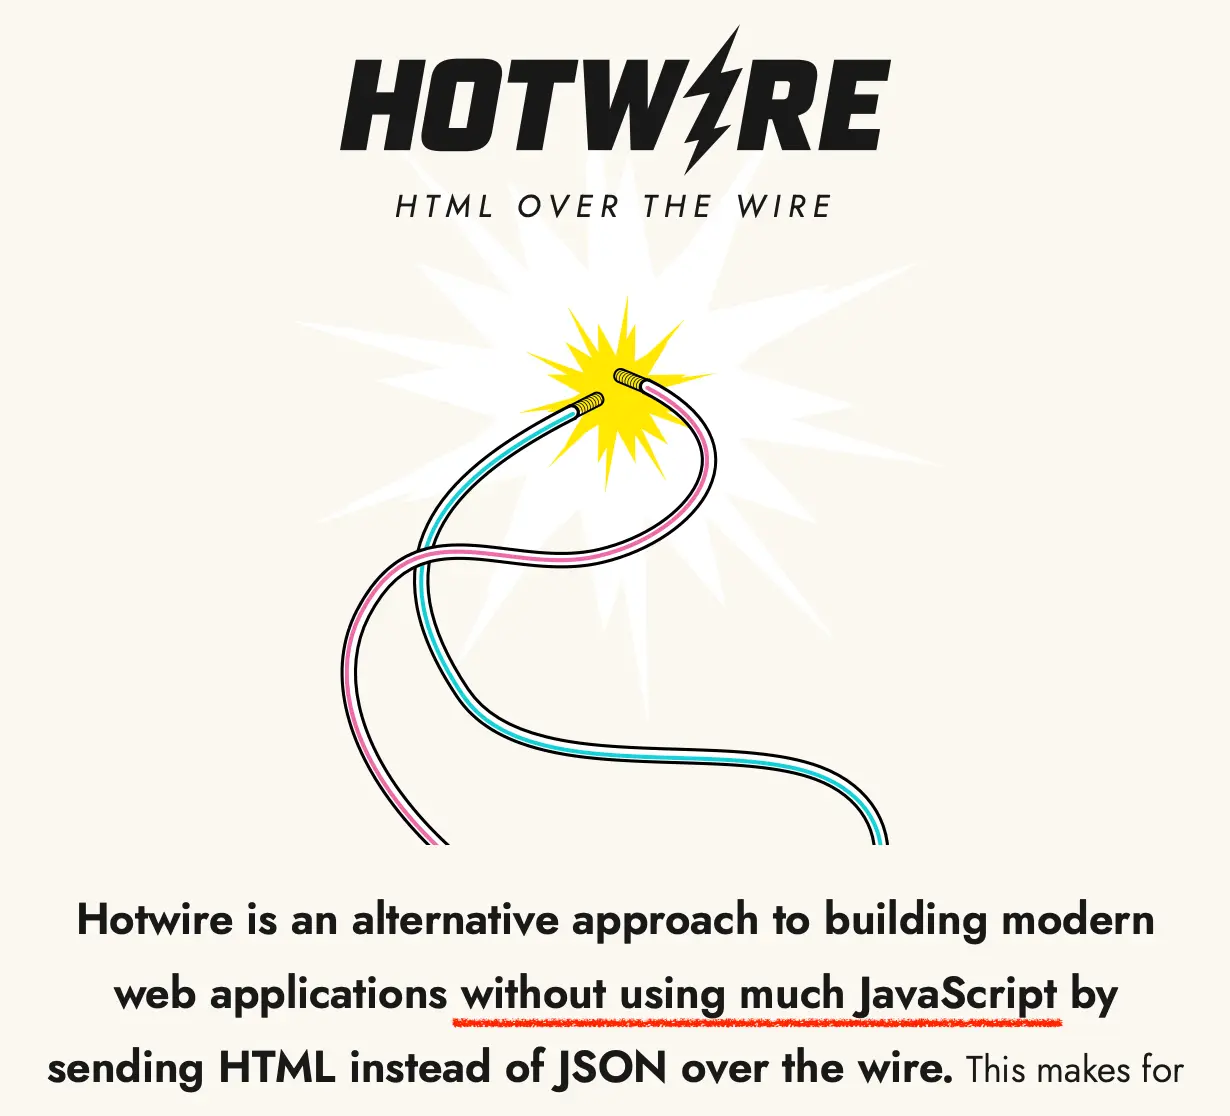 HOTWIRE
HTML OVER THE WIRE
Hotwire is an alternative approach to building modern
web applications without using much JavaScript by
sending HTML instead of JSON over the wire. This makes for